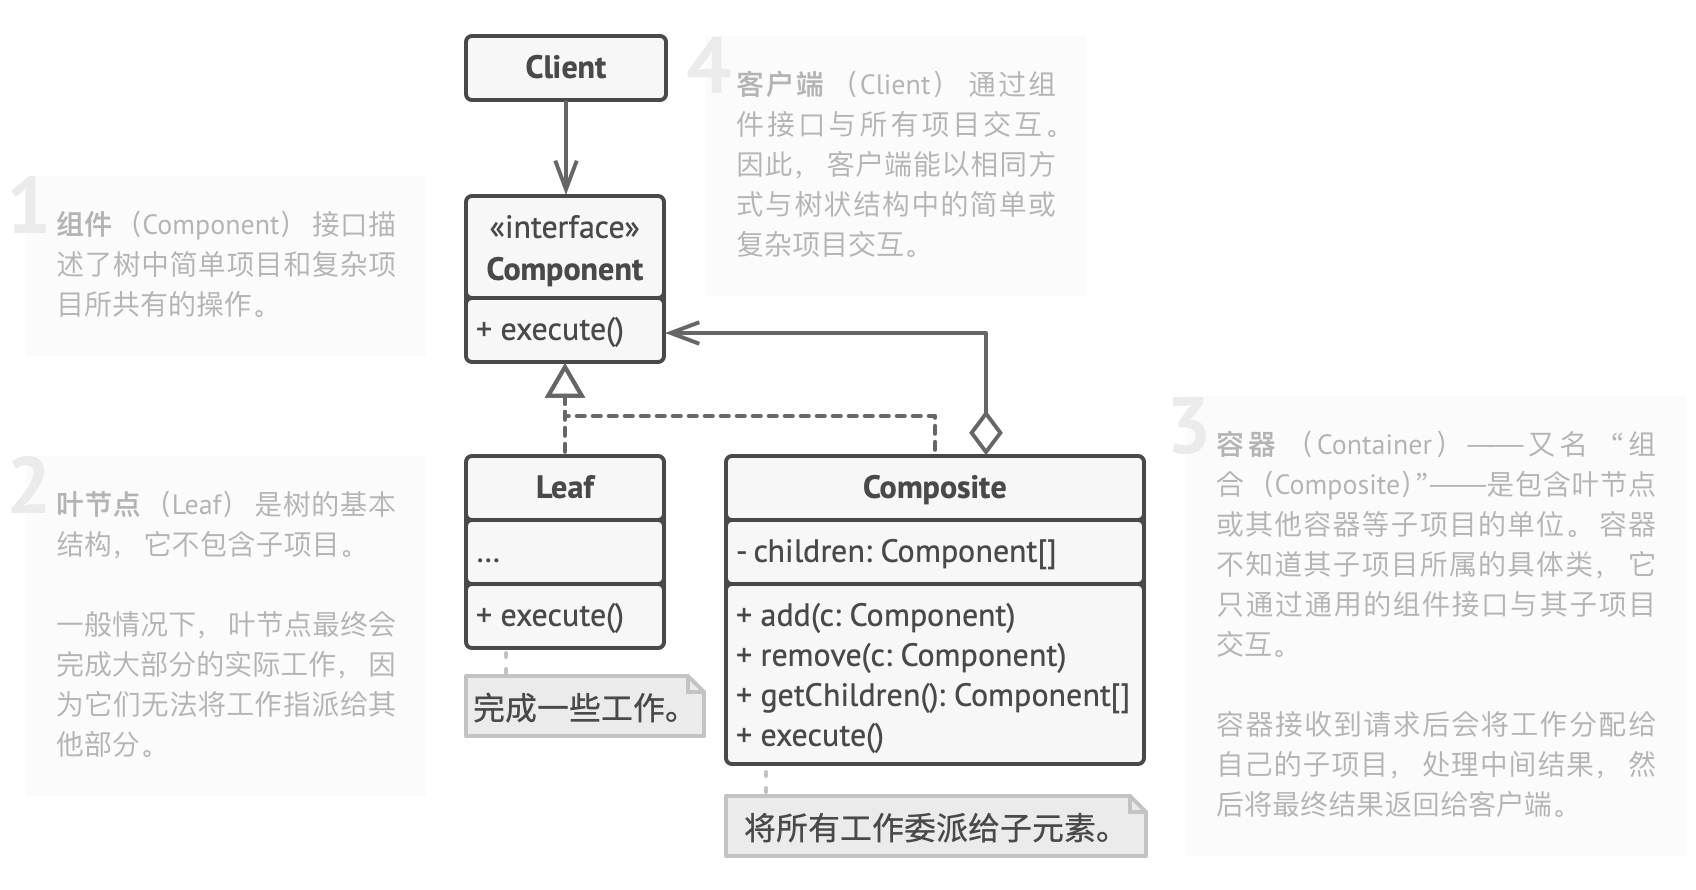 Client
4
客户端（Client）通过组
件接口与所有项目交互。
因此，客户端能以相同方
式与树状结构中的简单或
复杂项目交互。
1
组件（Component）接口描
述了树中简单项目和复杂项
目所共有的操作。
«interface»
Component
+ execute()
2
叶节点（Leaf）是树的基本
结构，它不包含子项目。
一般情况下，叶节点最终会
完成大部分的实际工作，因
为它们无法将工作指派给其
他部分。
Leaf
...
+ execute()
完成一些工作。
Composite
- children: Component[]
+ add(c: Component)
+ remove(c: Component)
+ getChildren(): Component[]
+ execute()
将所有工作委派给子元素。
3
容器（Container）——又名“组
合（Composite）”——是包含叶节点
或其他容器等子项目的单位。容器
不知道其子项目所属的具体类，它
只通过通用的组件接口与其子项目
交互。
容器接收到请求后会将工作分配给
自己的子项目，处理中间结果，然
后将最终结果返回给客户端。